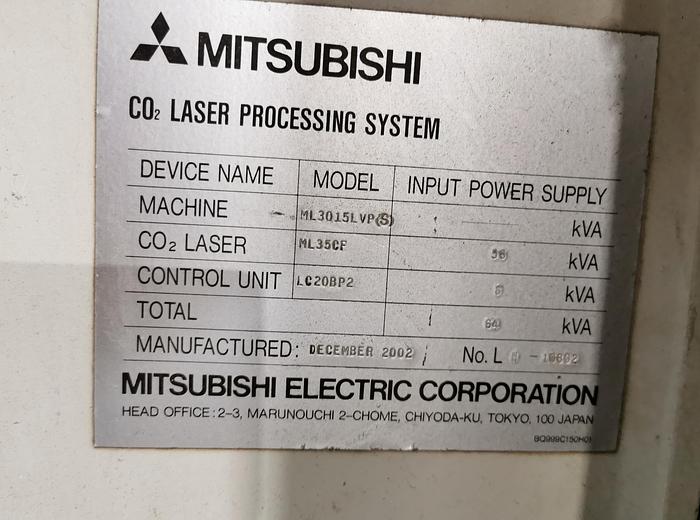 MITSUBISHI
CO₂ LASER PROCESSING SYSTEM
DEVICE NAME MODEL INPUT POWER SUPPLY
MACHINE ML3015LVP(S) kVA
CO₂ LASER ML35CF kVA
CONTROL UNIT LC20BP2 kVA
TOTAL 64 kVA
MANUFACTURED: DECEMBER 2002 No. L
MITSUBISHI ELECTRIC CORPORATION
HEAD OFFICE: 2-3, MARUNOUCHI 2-CHOME, CHIYODA-KU, TOKYO, 100 JAPAN